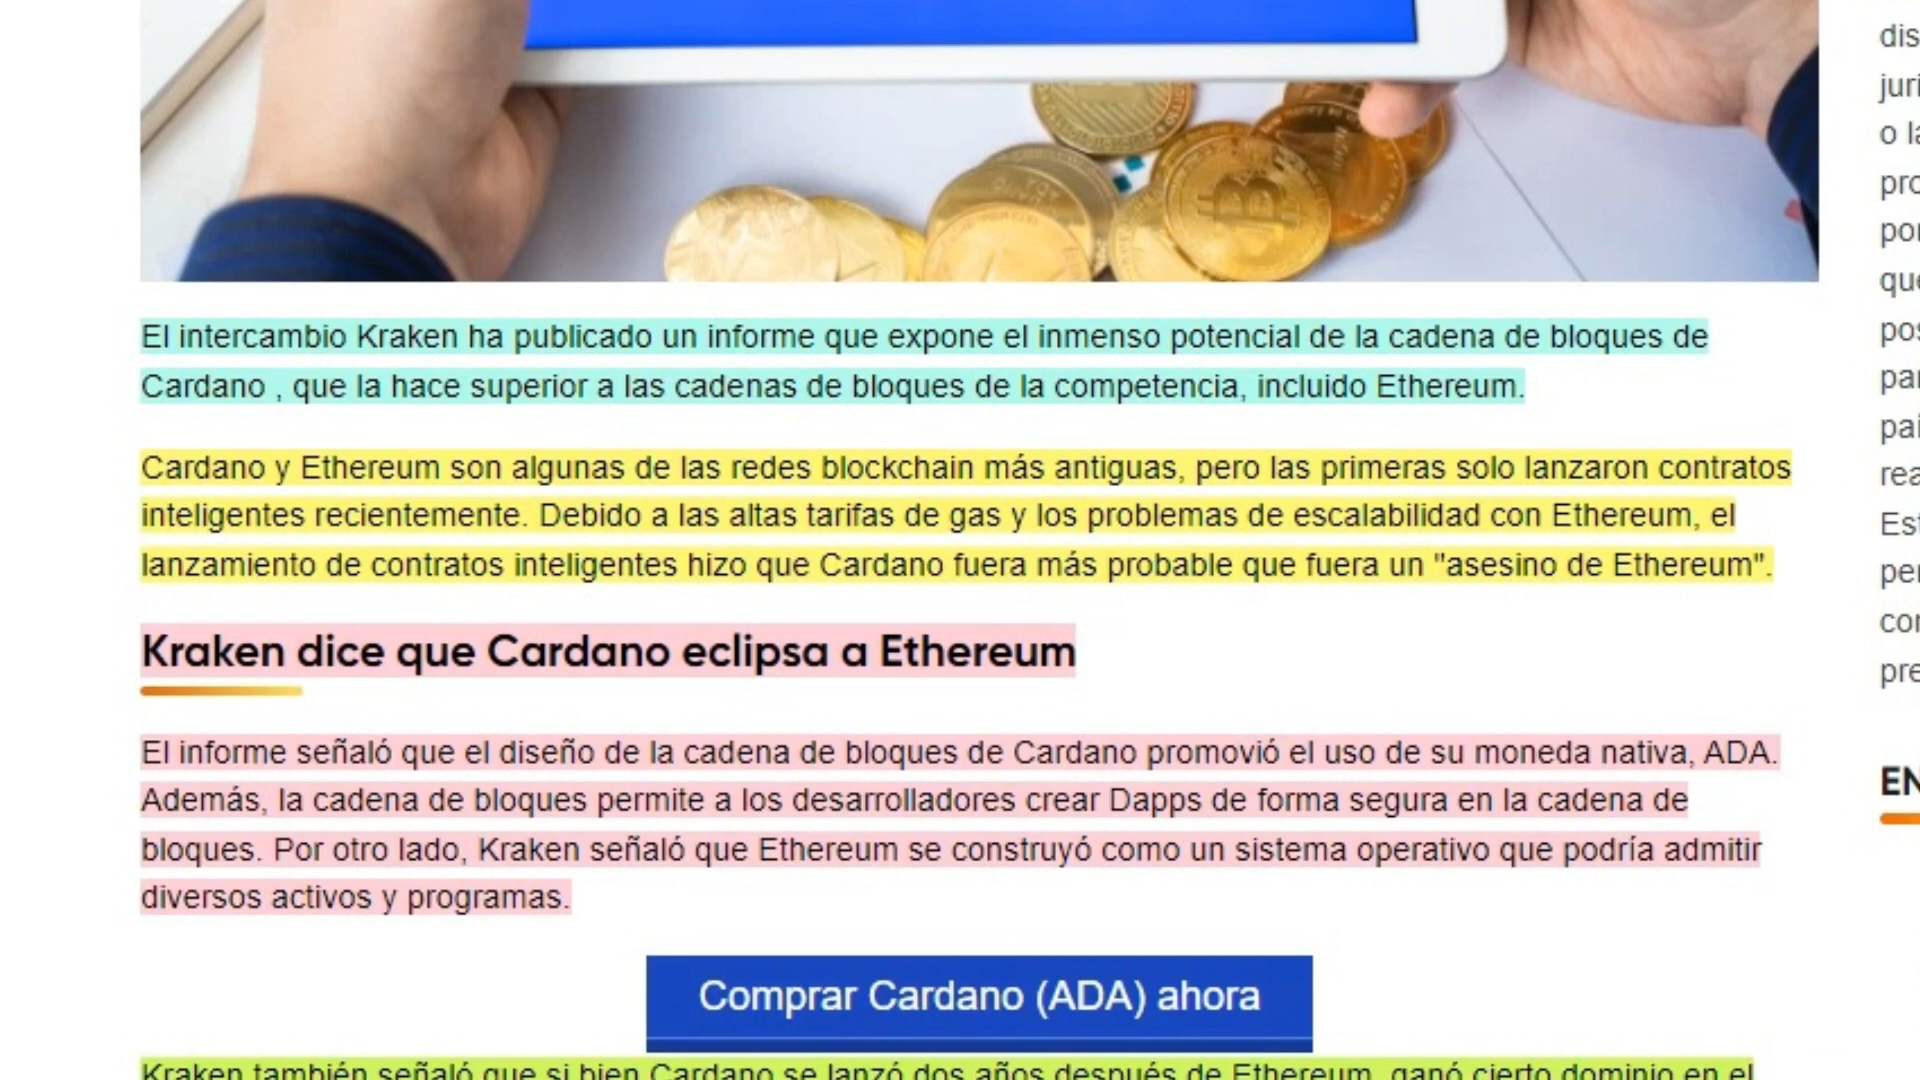 El intercambio Kraken ha publicado un informe que expone el inmenso potencial de la cadena de bloques de
Cardano , que la hace superior a las cadenas de bloques de la competencia, incluido Ethereum.
Cardano y Ethereum son algunas de las redes blockchain más antiguas, pero las primeras solo lanzaron contratos
inteligentes recientemente. Debido a las altas tarifas de gas y los problemas de escalabilidad con Ethereum, el
lanzamiento de contratos inteligentes hizo que Cardano fuera más probable que fuera un "asesino de Ethereum".
Kraken dice que Cardano eclipsa a Ethereum
El informe señaló que el diseño de la cadena de bloques de Cardano promovió el uso de su moneda nativa, ADA.
Además, la cadena de bloques permite a los desarrolladores crear Dapps de forma segura en la cadena de
bloques. Por otro lado, Kraken señaló que Ethereum se construyó como un sistema operativo que podría admitir
diversos activos y programas.
Comprar Cardano (ADA) ahora
Kraken también señaló que si bien Cardano se lanzó dos años después de Ethereum, ganó cierto dominio en el